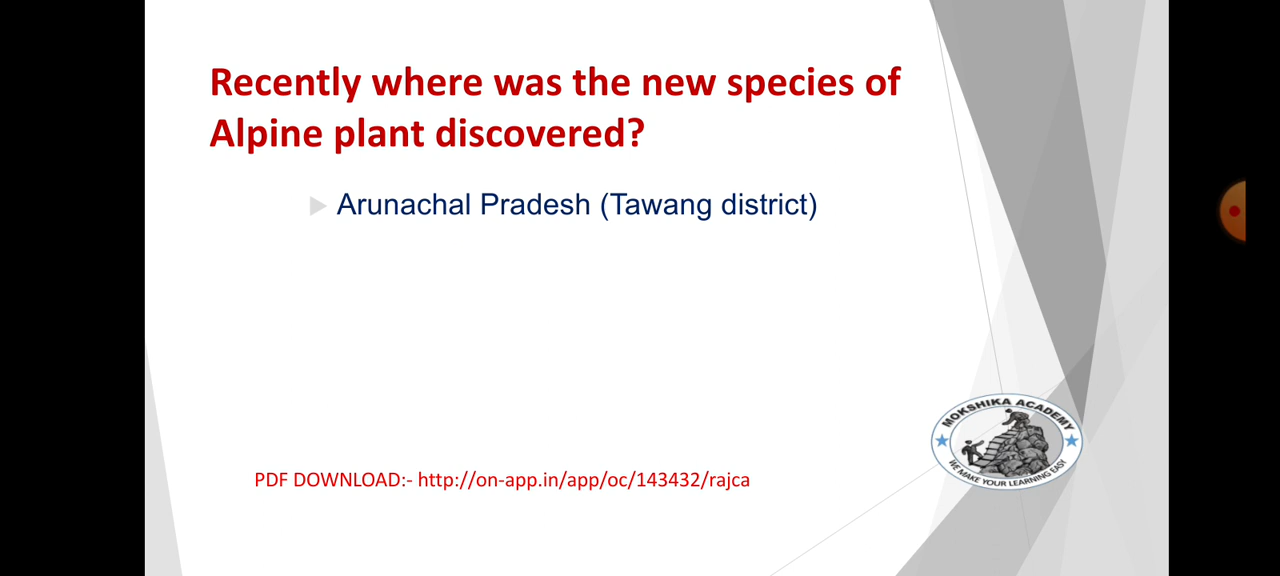 Recently where was the new species of
Alpine plant discovered?
Arunachal Pradesh (Tawang district)
MOKSHIKA ACADEMY
WE MAKE YOUR LEARNING EASY
PDF DOWNLOAD:- http://on-app.in/app/oc/143432/rajca